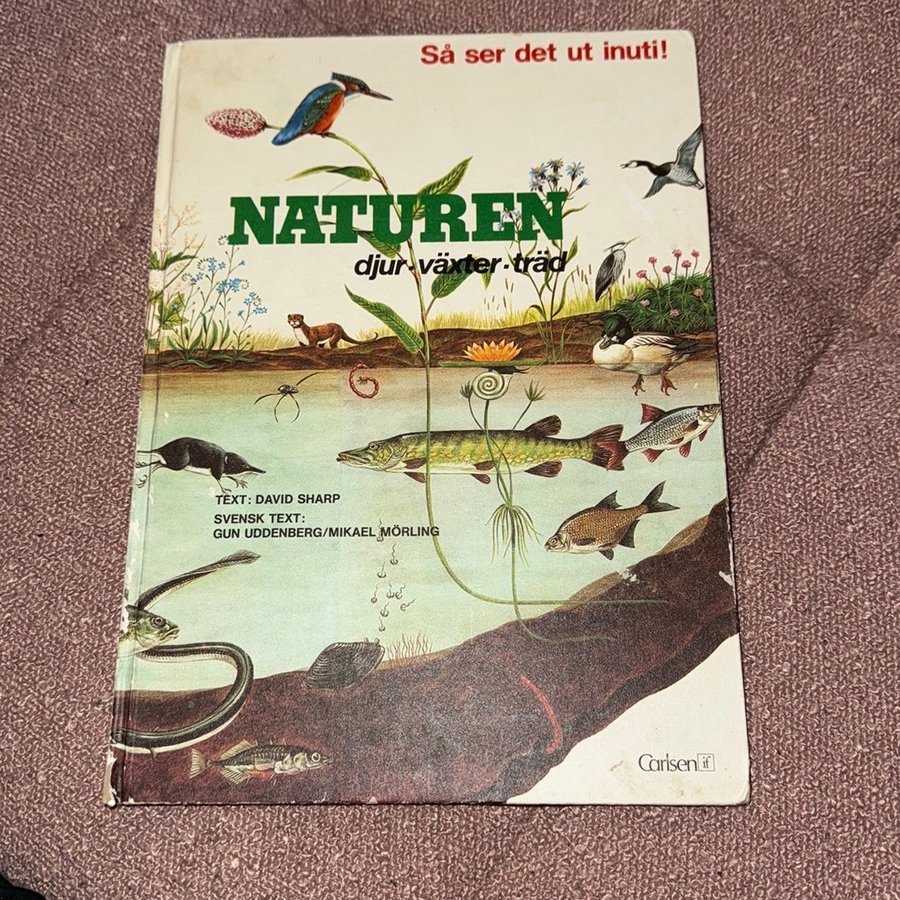 Så ser det ut inuti!
NATUREN
djur·växter·träd
TEXT: DAVID SHARP
SVENSK TEXT:
GUN UDDENBERG/MIKAEL MÖRLING
Carlsen if